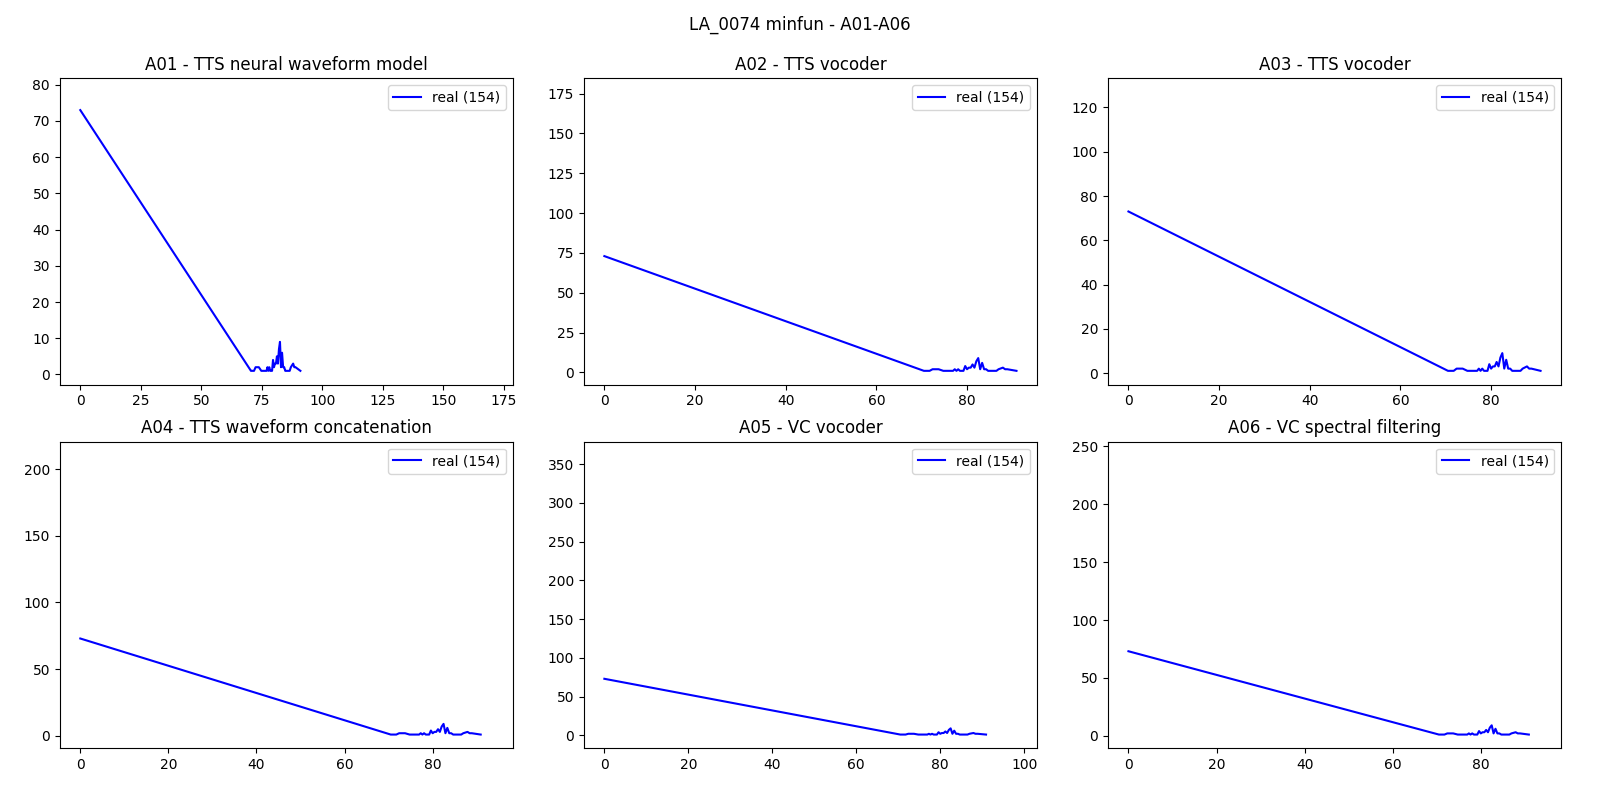 LA_0074 minfun - A01-A06
A01 - TTS neural waveform model
80
70
60
50
40
30
20
10
0
real (154)
0 25 50 75 100 125 150 175
A02 - TTS vocoder
175
150
125
100
75
50
25
0
real (154)
0 20 40 60 80
A03 - TTS vocoder
120
100
80
60
40
20
0
real (154)
0 20 40 60 80
A04 - TTS waveform concatenation
200
150
100
50
0
real (154)
0 20 40 60 80
A05 - VC vocoder
350
300
250
200
150
100
50
0
real (154)
0 20 40 60 80 100
A06 - VC spectral filtering
250
200
150
100
50
0
real (154)
0 20 40 60 80